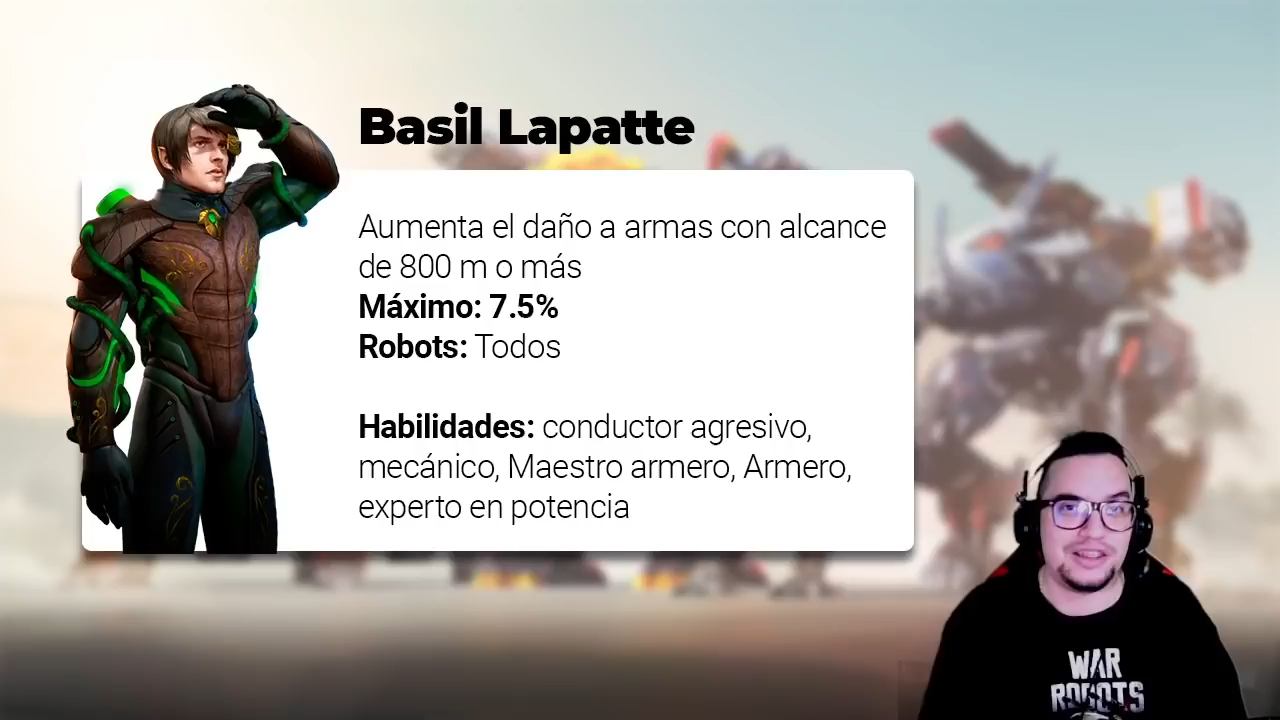 Basil Lapatte
Aumenta el daño a armas con alcance
de 800 m o más
Máximo: 7.5%
Robots: Todos
Habilidades: conductor agresivo,
mecánico, Maestro armero, Armero,
experto en potencia
WAR
ROBOTS